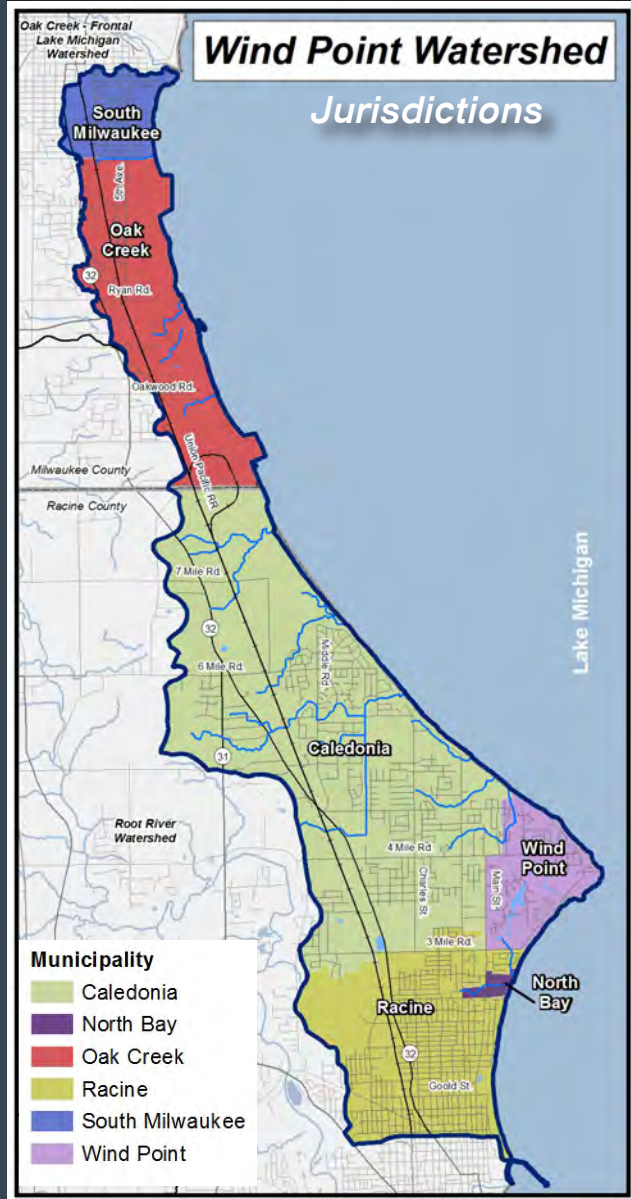 Oak Creek - Frontal
Lake Michigan
Watershed
Wind Point Watershed
Jurisdictions
South
Milwaukee
5th Ave.
Oak
Creek
32
Ryan Rd.
Oakwood Rd.
Union Pacific RR
Milwaukee County
Racine County
7 Mile Rd.
32
6 Mile Rd.
Middle Rd.
Lake Michigan
Caledonia
31
Root River
Watershed
4 Mile Rd.
Wind
Point
Charles St.
Main St.
3 Mile Rd.
North
Bay
Racine
32
Goold St.
Municipality
Caledonia
North Bay
Oak Creek
Racine
South Milwaukee
Wind Point